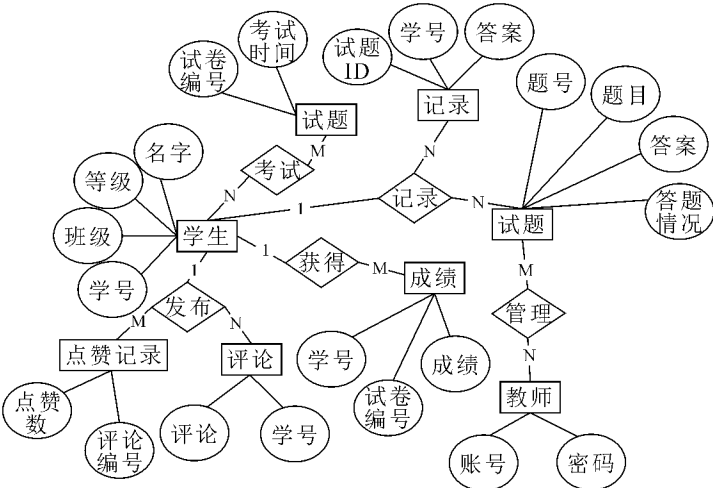 考试
时间
试卷
编号
试题
ID
学号
答案
试题
记录
题号
题目
答案
答题
情况
名字
等级
班级
学号
考试
M
N
N
记录
1
N
试题
学生
1
获得
M
成绩
1
发布
M
N
点赞记录
评论
点赞
数
评论
编号
评论
学号
学号
试卷
编号
成绩
M
管理
N
教师
账号
密码